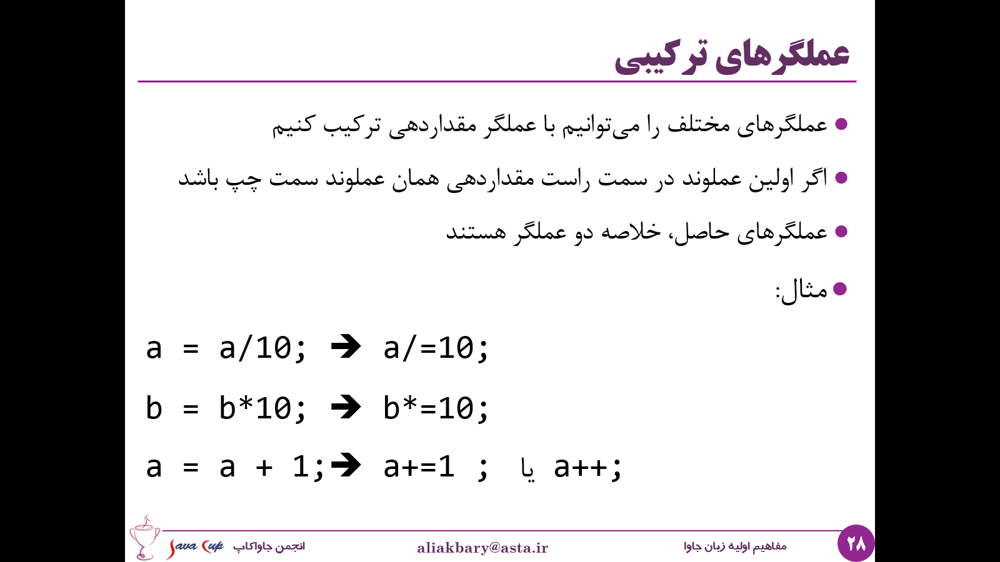 عملگرهای ترکیبی
عملگرهای مختلف را می‌توانیم با عملگر مقداردهی ترکیب کنیم
اگر اولین عملوند در سمت راست مقداردهی همان عملوند سمت چپ باشد
عملگرهای حاصل، خلاصه دو عملگر هستند
مثال:
a = a/10; ➔ a/=10;
b = b*10; ➔ b*=10;
a = a + 1;➔ a+=1 ; یا a++;
۲۸
مفاهیم اولیه زبان جاوا
aliakbary@asta.ir
انجمن جاواکاپ
Java Cup